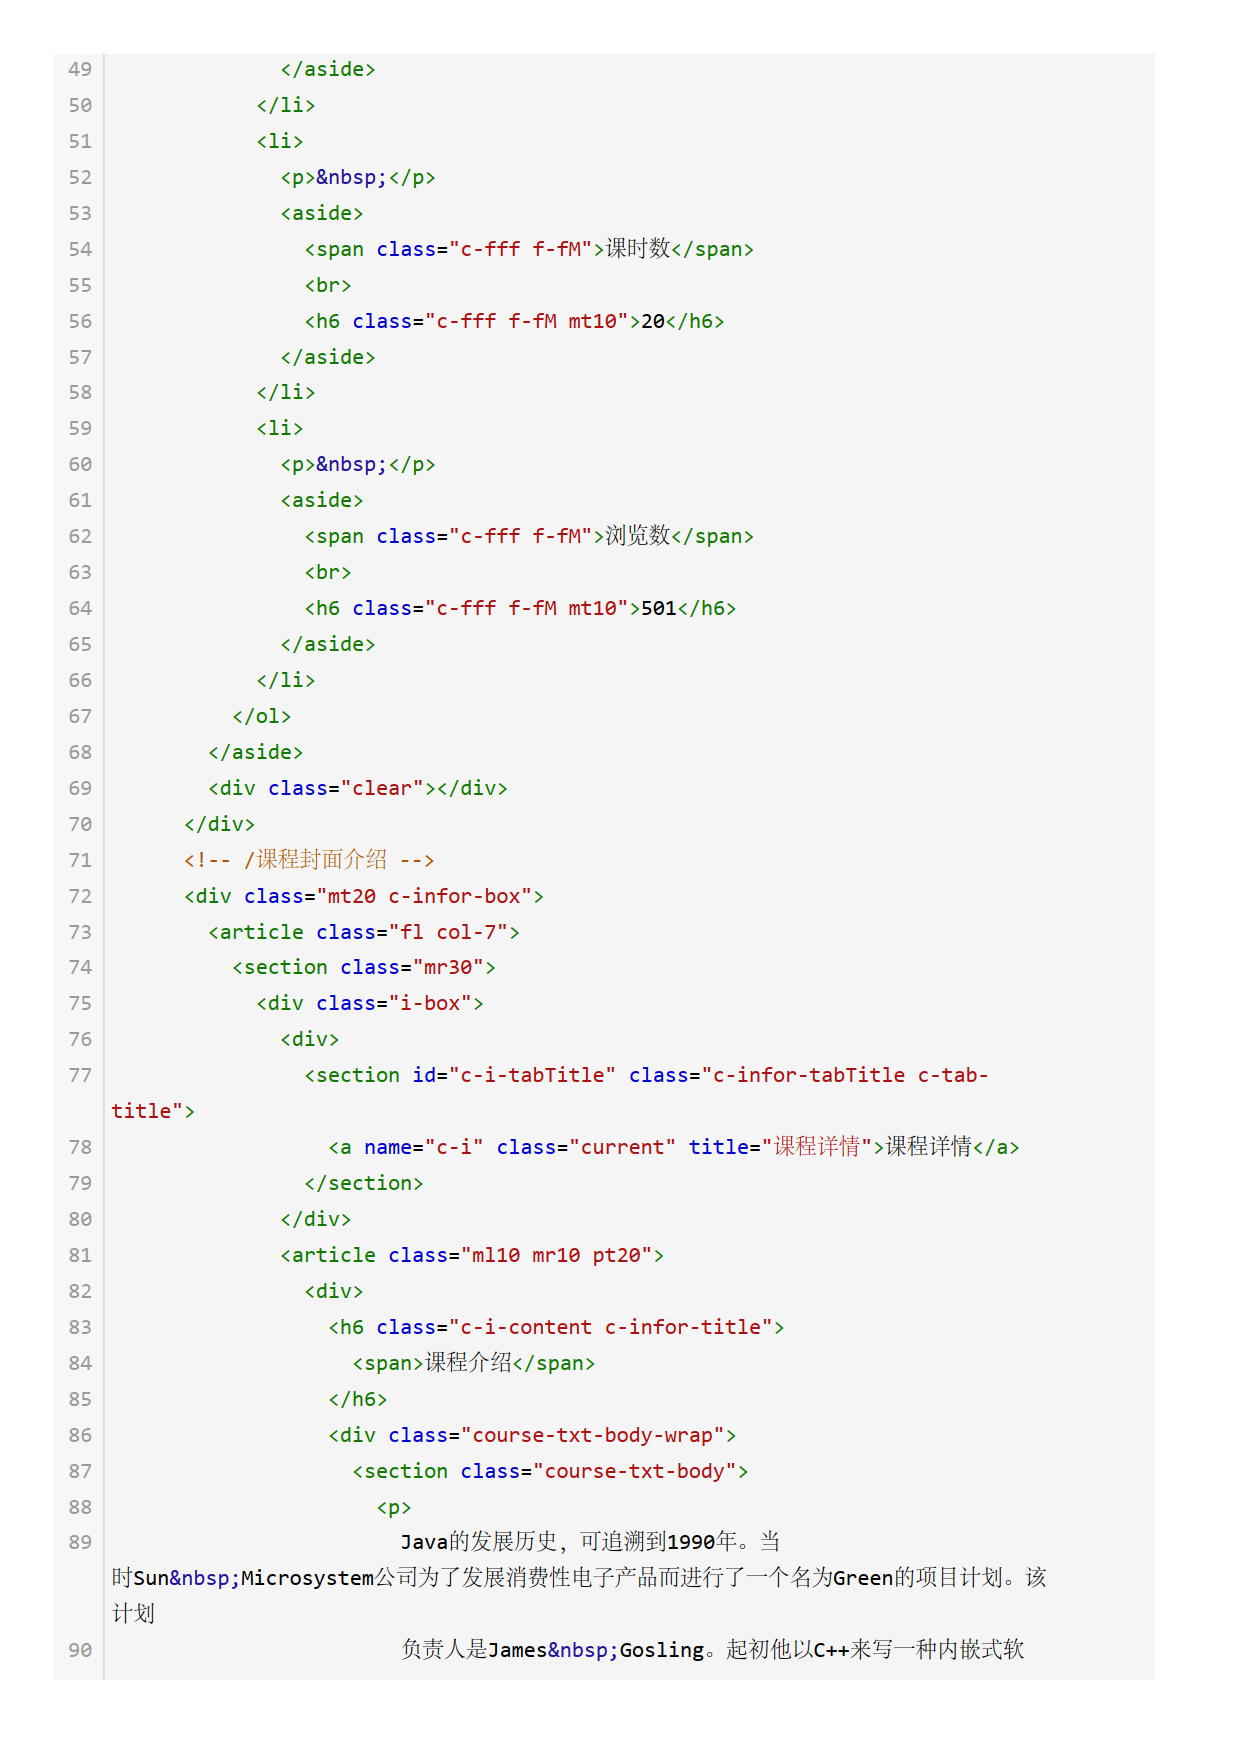 49              </aside>
50            </li>
51            <li>
52              <p>&nbsp;</p>
53              <aside>
54                <span class="c-fff f-fM">课时数</span>
55                <br>
56                <h6 class="c-fff f-fM mt10">20</h6>
57              </aside>
58            </li>
59            <li>
60              <p>&nbsp;</p>
61              <aside>
62                <span class="c-fff f-fM">浏览数</span>
63                <br>
64                <h6 class="c-fff f-fM mt10">501</h6>
65              </aside>
66            </li>
67          </ol>
68        </aside>
69        <div class="clear"></div>
70      </div>
71      <!-- /课程封面介绍 -->
72      <div class="mt20 c-infor-box">
73        <article class="fl col-7">
74          <section class="mr30">
75            <div class="i-box">
76              <div>
77                <section id="c-i-tabTitle" class="c-infor-tabTitle c-tab-
title">
78                  <a name="c-i" class="current" title="课程详情">课程详情</a>
79                </section>
80              </div>
81              <article class="ml10 mr10 pt20">
82                <div>
83                  <h6 class="c-i-content c-infor-title">
84                    <span>课程介绍</span>
85                  </h6>
86                  <div class="course-txt-body-wrap">
87                    <section class="course-txt-body">
88                      <p>
89                        Java的发展历史，可追溯到1990年。当
时Sun&nbsp;Microsystem公司为了发展消费性电子产品而进行了一个名为Green的项目计划。该
计划
90                        负责人是James&nbsp;Gosling。起初他以C++来写一种内嵌式软